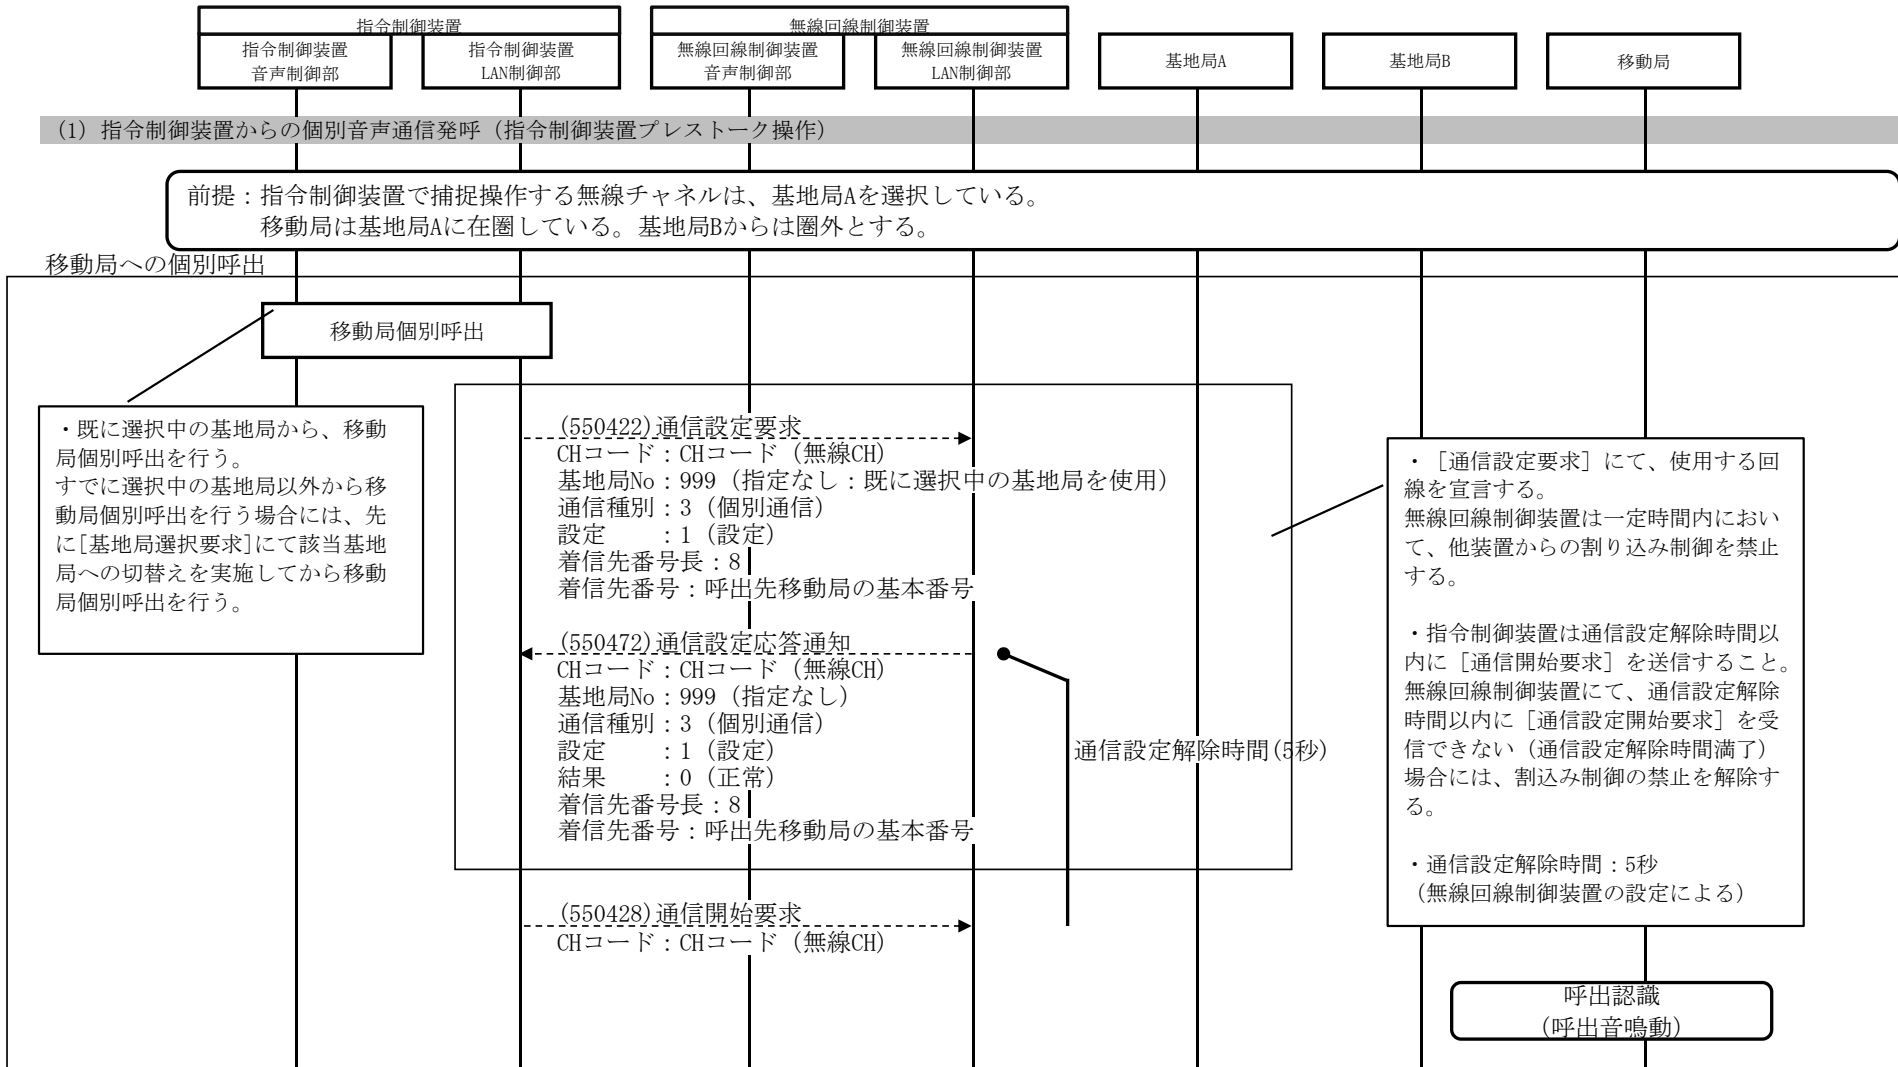 指令制御装置
無線回線制御装置
指令制御装置
音声制御部
指令制御装置
LAN制御部
無線回線制御装置
音声制御部
無線回線制御装置
LAN制御部
基地局A
基地局B
移動局
(1) 指令制御装置からの個別音声通信発呼（指令制御装置プレストーク操作）
前提：指令制御装置で捕捉操作する無線チャネルは、基地局Aを選択している。
移動局は基地局Aに在圏している。基地局Bからは圏外とする。
移動局への個別呼出
移動局個別呼出
・既に選択中の基地局から、移動
局個別呼出を行う。
すでに選択中の基地局以外から移
動局個別呼出を行う場合には、先
に[基地局選択要求]にて該当基地
局への切替えを実施してから移動
局個別呼出を行う。
(550422)通信設定要求
CHコード：CHコード（無線CH）
基地局No：999（指定なし：既に選択中の基地局を使用）
通信種別：3（個別通信）
設定　　：1（設定）
着信先番号長：8
着信先番号：呼出先移動局の基本番号
(550472)通信設定応答通知
CHコード：CHコード（無線CH）
基地局No：999（指定なし）
通信種別：3（個別通信）
設定　　：1（設定）
結果　　：0（正常）
着信先番号長：8
着信先番号：呼出先移動局の基本番号
通信設定解除時間(5秒)
(550428)通信開始要求
CHコード：CHコード（無線CH）
・［通信設定要求］にて、使用する回
線を宣言する。
無線回線制御装置は一定時間内におい
て、他装置からの割り込み制御を禁止
する。
・指令制御装置は通信設定解除時間以
内に［通信開始要求］を送信すること。
無線回線制御装置にて、通信設定解除
時間以内に［通信設定開始要求］を受
信できない（通信設定解除時間満了）
場合には、割込み制御の禁止を解除す
る。
・通信設定解除時間：5秒
（無線回線制御装置の設定による）
呼出認識
（呼出音鳴動）